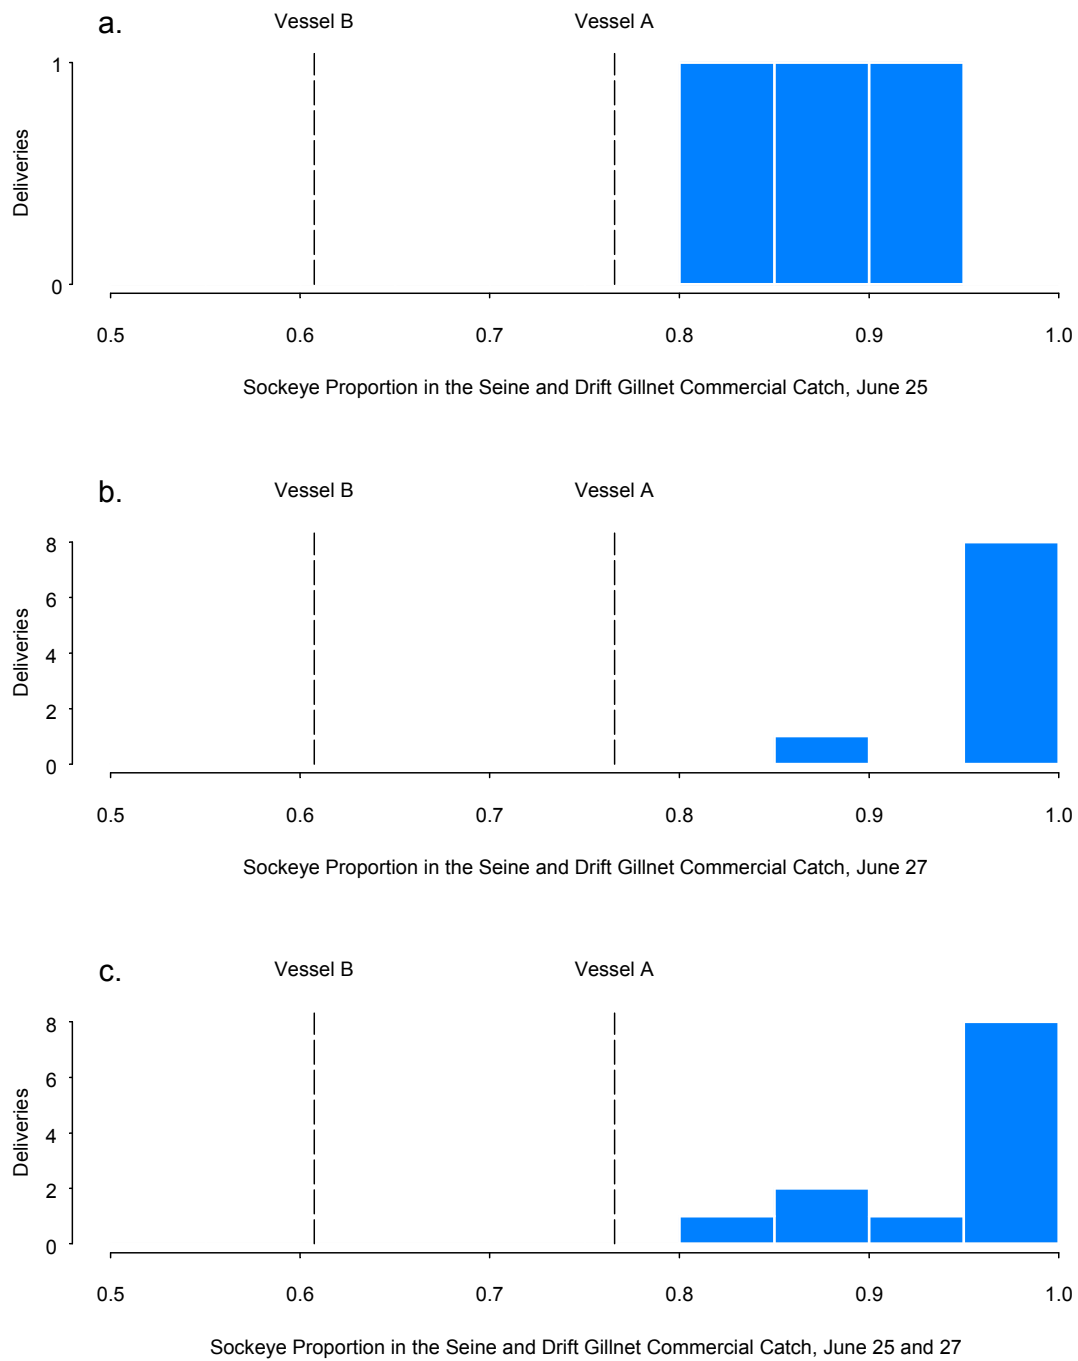 a.
Vessel B
Vessel A
1
0
Deliveries
0.5 0.6 0.7 0.8 0.9 1.0
Sockeye Proportion in the Seine and Drift Gillnet Commercial Catch, June 25
b.
Vessel B
Vessel A
8
6
4
2
0
Deliveries
0.5 0.6 0.7 0.8 0.9 1.0
Sockeye Proportion in the Seine and Drift Gillnet Commercial Catch, June 27
c.
Vessel B
Vessel A
8
6
4
2
0
Deliveries
0.5 0.6 0.7 0.8 0.9 1.0
Sockeye Proportion in the Seine and Drift Gillnet Commercial Catch, June 25 and 27